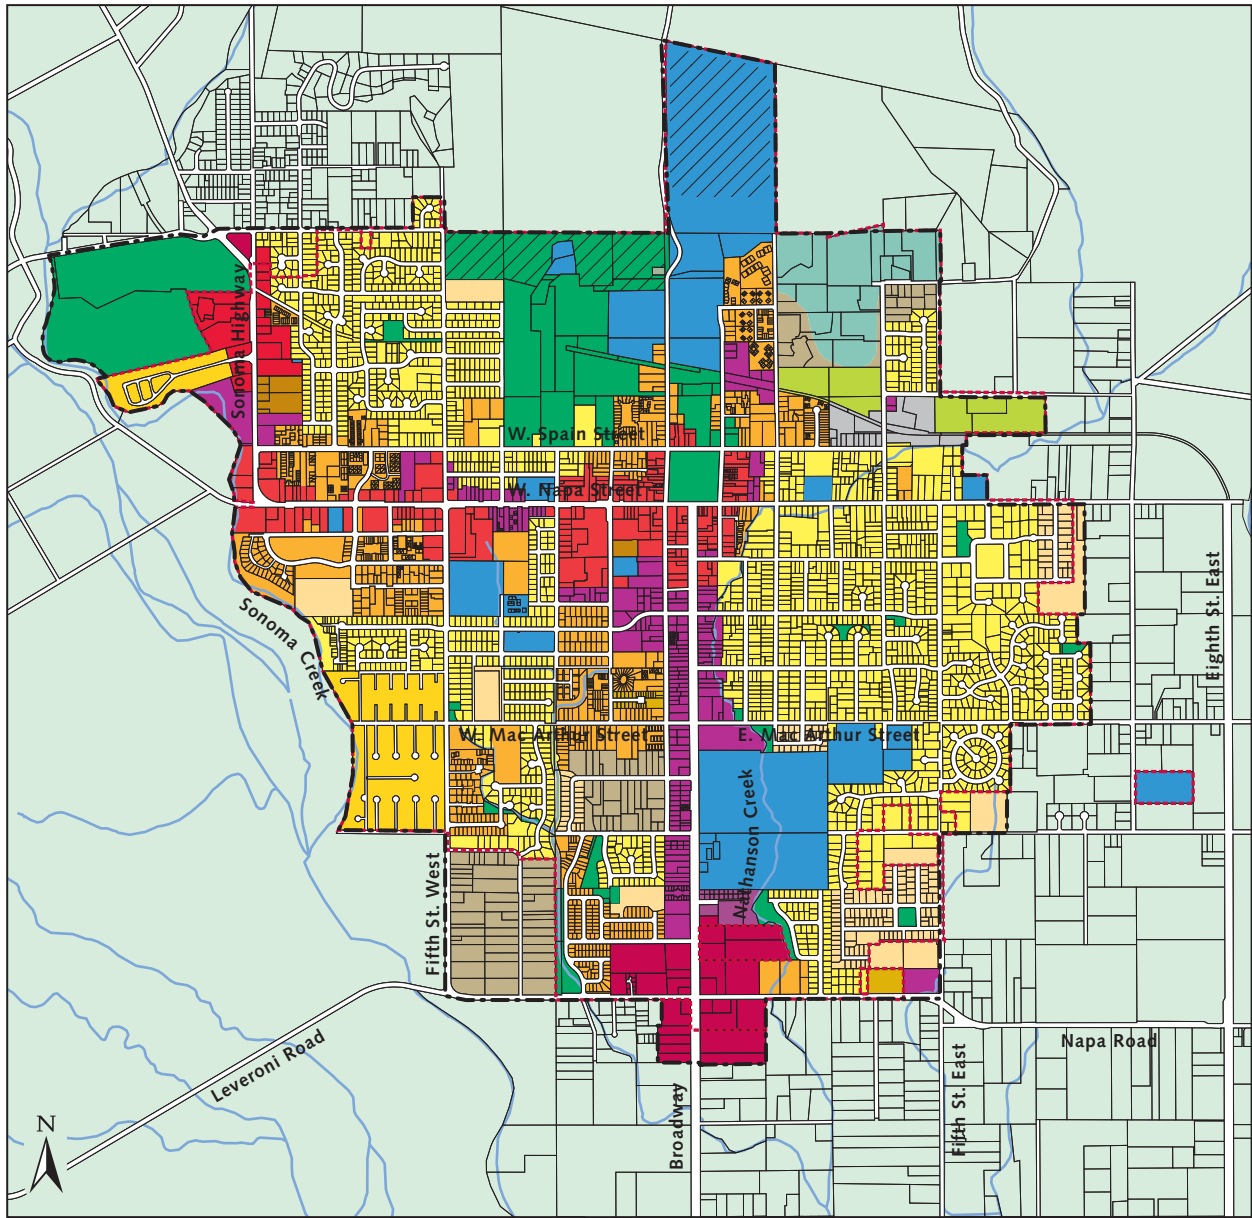 Sonoma Highway
W. Spain Street
W. Napa Street
Sonoma Creek
Eighth St. East
W. Mac Arthur Street
E. Mac Arthur Street
Nathanson Creek
Fifth St. West
Leveroni Road
Napa Road
Broadway
Fifth St. East
N